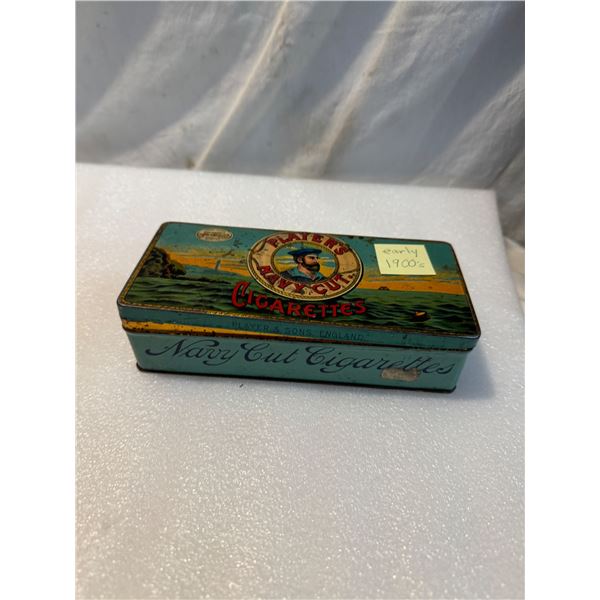 PLAYER'S
NAVY CUT.
CIGARETTES
early
1900's
PLAYER & SONS, ENGLAND.
Navy Cut Cigarettes